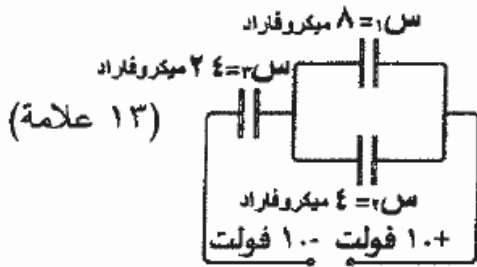 س١=٨ ميكروفاراد
س٣=٢٤ ميكروفاراد
(١٣ علامة)
س٢=٤ ميكروفاراد
+١٠ فولت -١٠ فولت